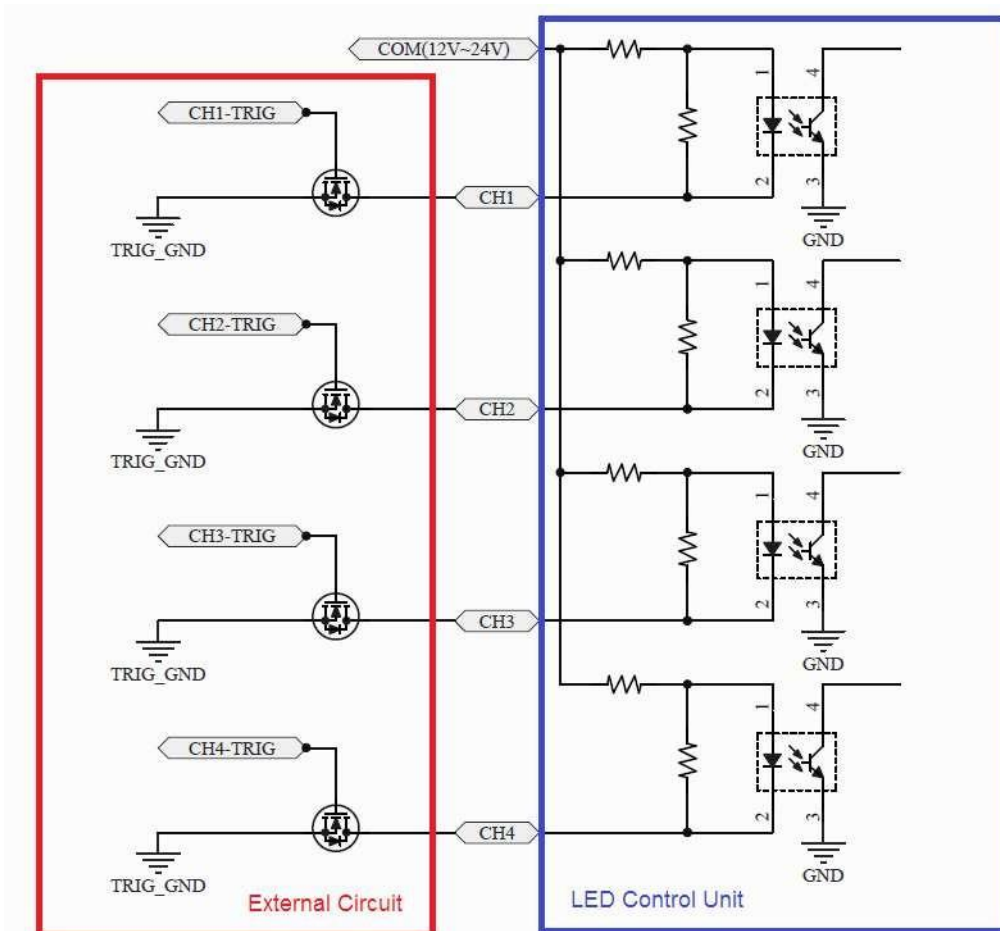 COM(12V~24V)
CH1-TRIG
1
4
CH1
2
3
TRIG_GND
GND
CH2-TRIG
1
4
CH2
2
3
TRIG_GND
GND
CH3-TRIG
1
4
CH3
2
3
TRIG_GND
GND
CH4-TRIG
1
4
CH4
2
3
TRIG_GND
GND
External Circuit
LED Control Unit